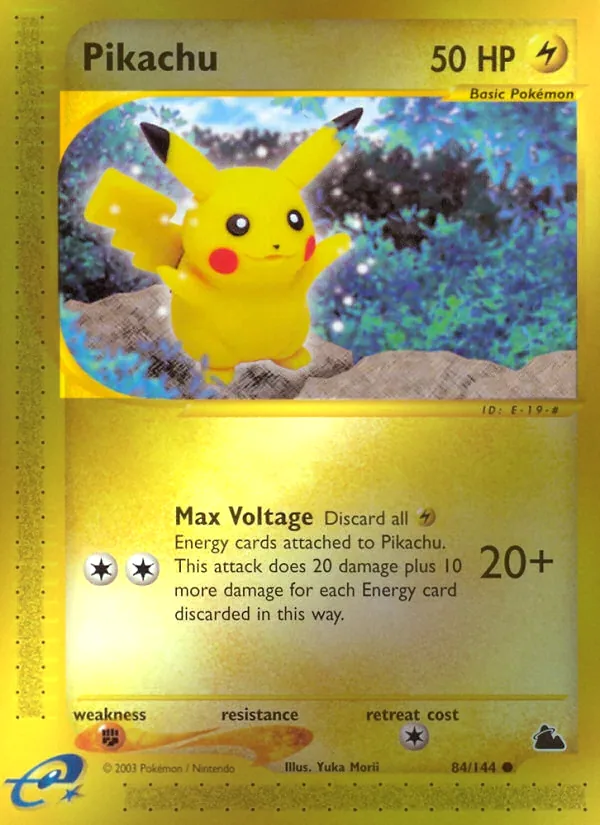 Pikachu 50 HP
Basic Pokémon
ID: E-19-#
Max Voltage Discard all
Energy cards attached to Pikachu.
This attack does 20 damage plus 10
more damage for each Energy card
discarded in this way.
20+
weakness resistance retreat cost
© 2003 Pokémon / Nintendo Illus. Yuka Morii 84/144
e